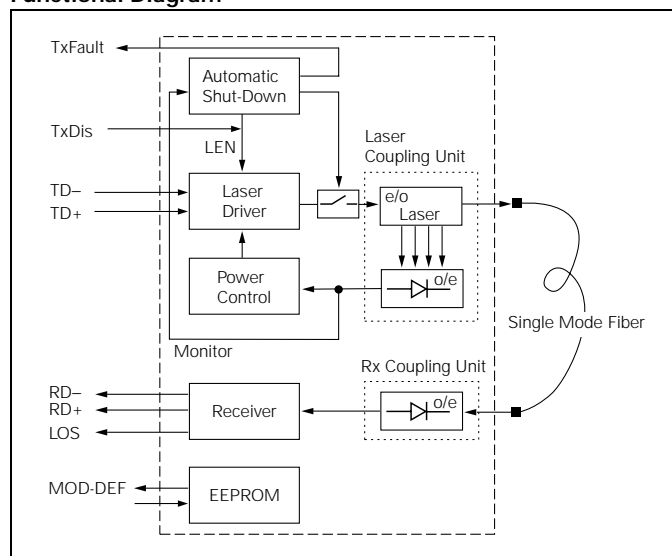 Functional Diagram
TxFault
Automatic
Shut-Down
TxDis
LEN
Laser
Coupling Unit
TD–
TD+
Laser
Driver
e/o
Laser
o/e
Power
Control
Single Mode Fiber
Monitor
Rx Coupling Unit
RD–
RD+
LOS
Receiver
o/e
MOD-DEF
EEPROM